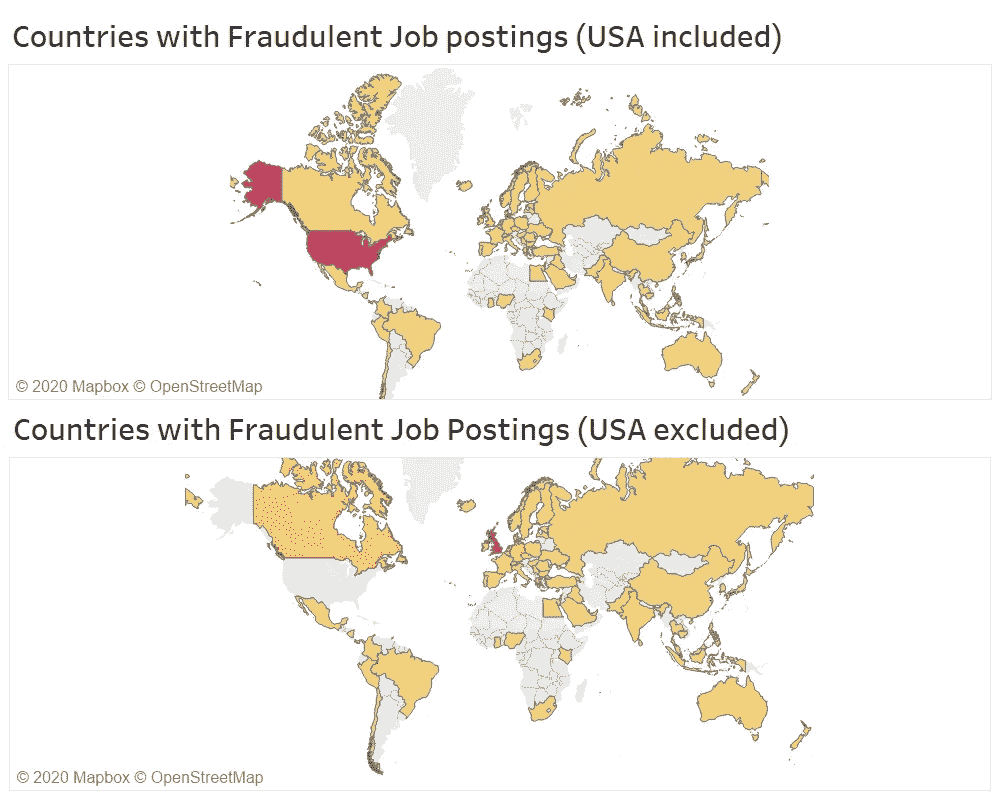 Countries with Fraudulent Job postings (USA included)
© 2020 Mapbox © OpenStreetMap
Countries with Fraudulent Job Postings (USA excluded)
© 2020 Mapbox © OpenStreetMap